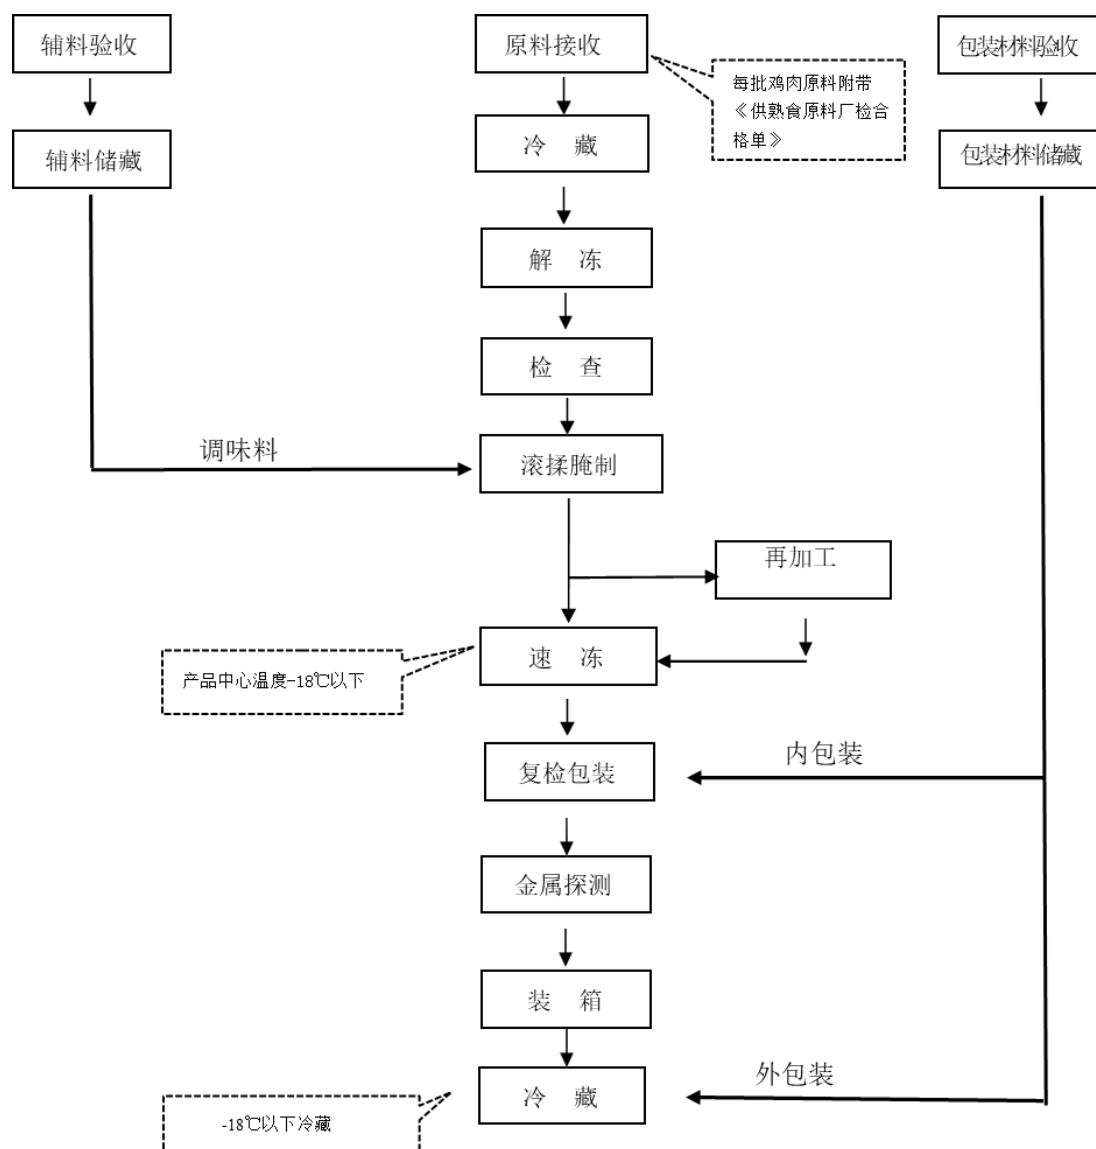 辅料验收
原料接收
包装材料验收
每批鸡肉原料附带
《供熟食原料厂检合
格单》
冷 藏
辅料储藏
包装材料储藏
解 冻
检 查
调味料
滚揉腌制
再加工
速 冻
产品中心温度-18℃以下
内包装
复检包装
金属探测
装 箱
外包装
冷 藏
-18℃以下冷藏